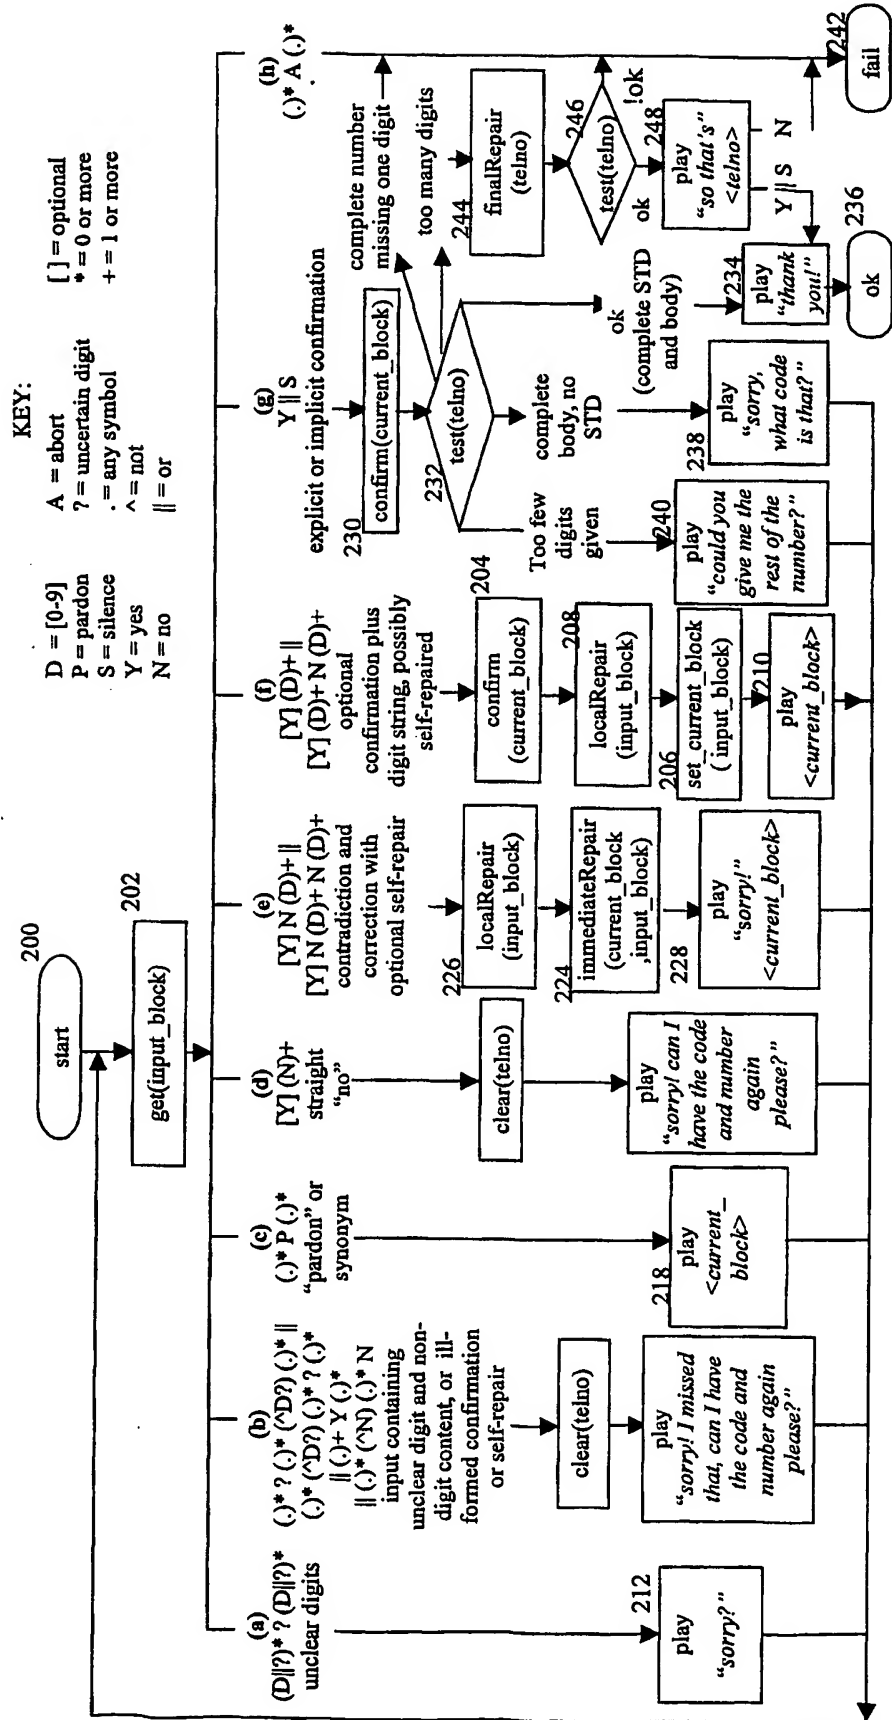 KEY:
D = [0-9]
P = pardon
S = silence
Y = yes
N = no
A = abort
? = uncertain digit
. = any symbol
^ = not
|| = or
[ ] = optional
* = 0 or more
+ = 1 or more
200
start
202
get(input_block)
(a)
(D||?)* ? (D||?)*
unclear digits
212
play
"sorry?"
(b)
(.)* ? (.)* (^D?) (.)* ||
(.)* (^D?) (.)* ? (.)*
|| (.)+ Y (.)*
|| (.)* (^N) (.)* N
input containing
unclear digit and non-
digit content, or ill-
formed confirmation
or self-repair
clear(telno)
play
"sorry! I missed
that, can I have
the code and
number again
please?"
(c)
(.)* P (.)*
"pardon" or
synonym
218
play
<current_
block>
(d)
[Y] (N)+
straight
"no"
clear(telno)
play
"sorry! can I
have the code
and number
again
please?"
(e)
[Y] N (D)+ ||
[Y] N (D)+ N (D)+
contradiction and
correction with
optional self-repair
226
localRepair
(input_block)
224
immediateRepair
(current_block
,input_block)
228
play
"sorry!"
<current_block>
(f)
[Y] (D)+ ||
[Y] (D)+ N (D)+
optional
confirmation plus
digit string, possibly
self-repaired
204
confirm
(current_block)
208
localRepair
(input_block)
206
set_current_block
( input_block)
210
play
<current_block>
(g)
Y || S
explicit or implicit confirmation
230
confirm(current_block)
232
test(telno)
Too few
digits
given
240
play
"could you
give me the
rest of the
number?"
complete
body, no
STD
238
play
"sorry,
what code
is that?"
ok
(complete STD
and body)
234
play
"thank
you!"
236
ok
complete number
missing one digit
too many digits
244
finalRepair
(telno)
246
test(telno)
!ok
ok
248
play
"so that's"
<telno>
Y || S
N
(h)
(.)* A (.)*
242
fail